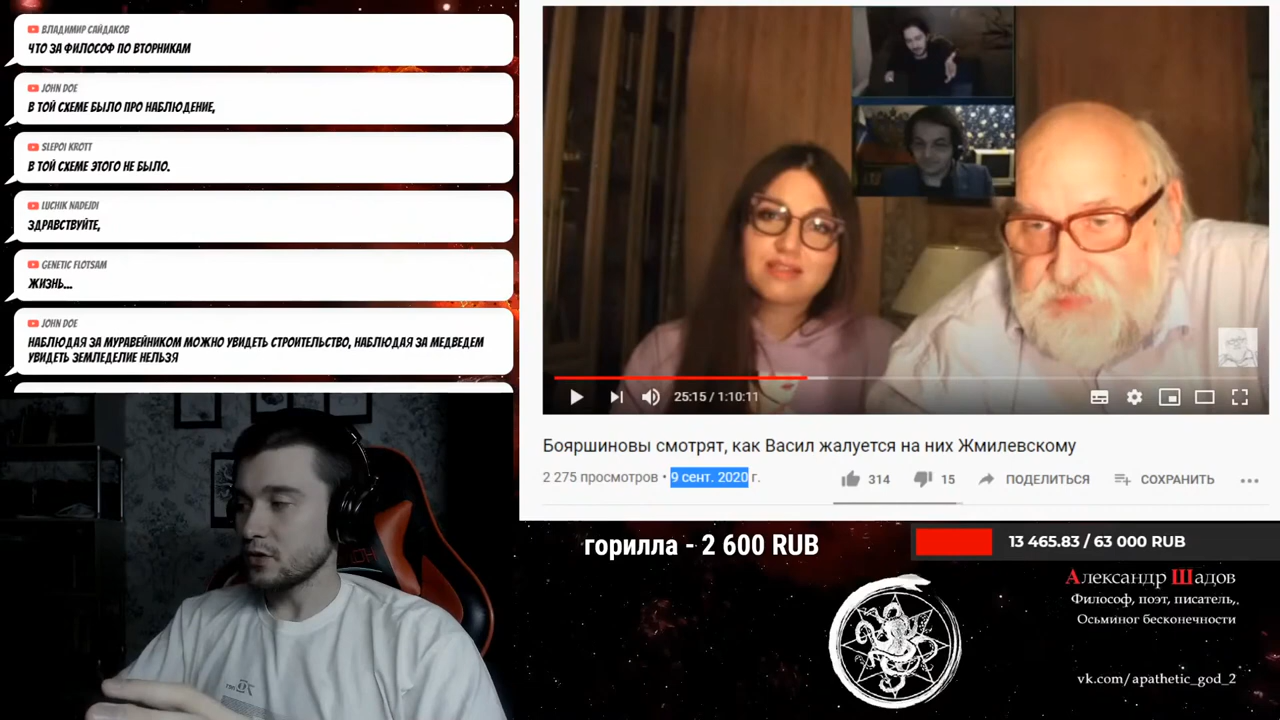 ВЛАДИМИР САЙДАКОВ
ЧТО ЗА ФИЛОСОФ ПО ВТОРНИКАМ
JOHN DOE
В ТОЙ СХЕМЕ БЫЛО ПРО НАБЛЮДЕНИЕ,
SLEPOI KROTT
В ТОЙ СХЕМЕ ЭТОГО НЕ БЫЛО.
LUCHIK NADEJDI
ЗДРАВСТВУЙТЕ,
GENETIC FLOTSAM
ЖИЗНЬ...
JOHN DOE
НАБЛЮДАЯ ЗА МУРАВЕЙНИКОМ МОЖНО УВИДЕТЬ СТРОИТЕЛЬСТВО, НАБЛЮДАЯ ЗА МЕДВЕДЕМ
УВИДЕТЬ ЗЕМЛЕДЕЛИЕ НЕЛЬЗЯ
25:15 / 1:10:11
Бояршиновы смотрят, как Васил жалуется на них Жмилевскому
2 275 просмотров • 9 сент. 2020 г.
314
15
ПОДЕЛИТЬСЯ
СОХРАНИТЬ
горилла - 2 600 RUB
13 465.83 / 63 000 RUB
Александр Шадов
Философ, поэт, писатель,.
Осьминог бесконечности
vk.com/apathetic_god_2